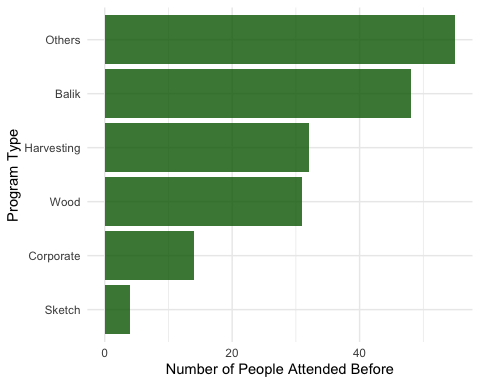 Others
Balik
Harvesting
Wood
Corporate
Sketch
Program Type
0
20
40
Number of People Attended Before